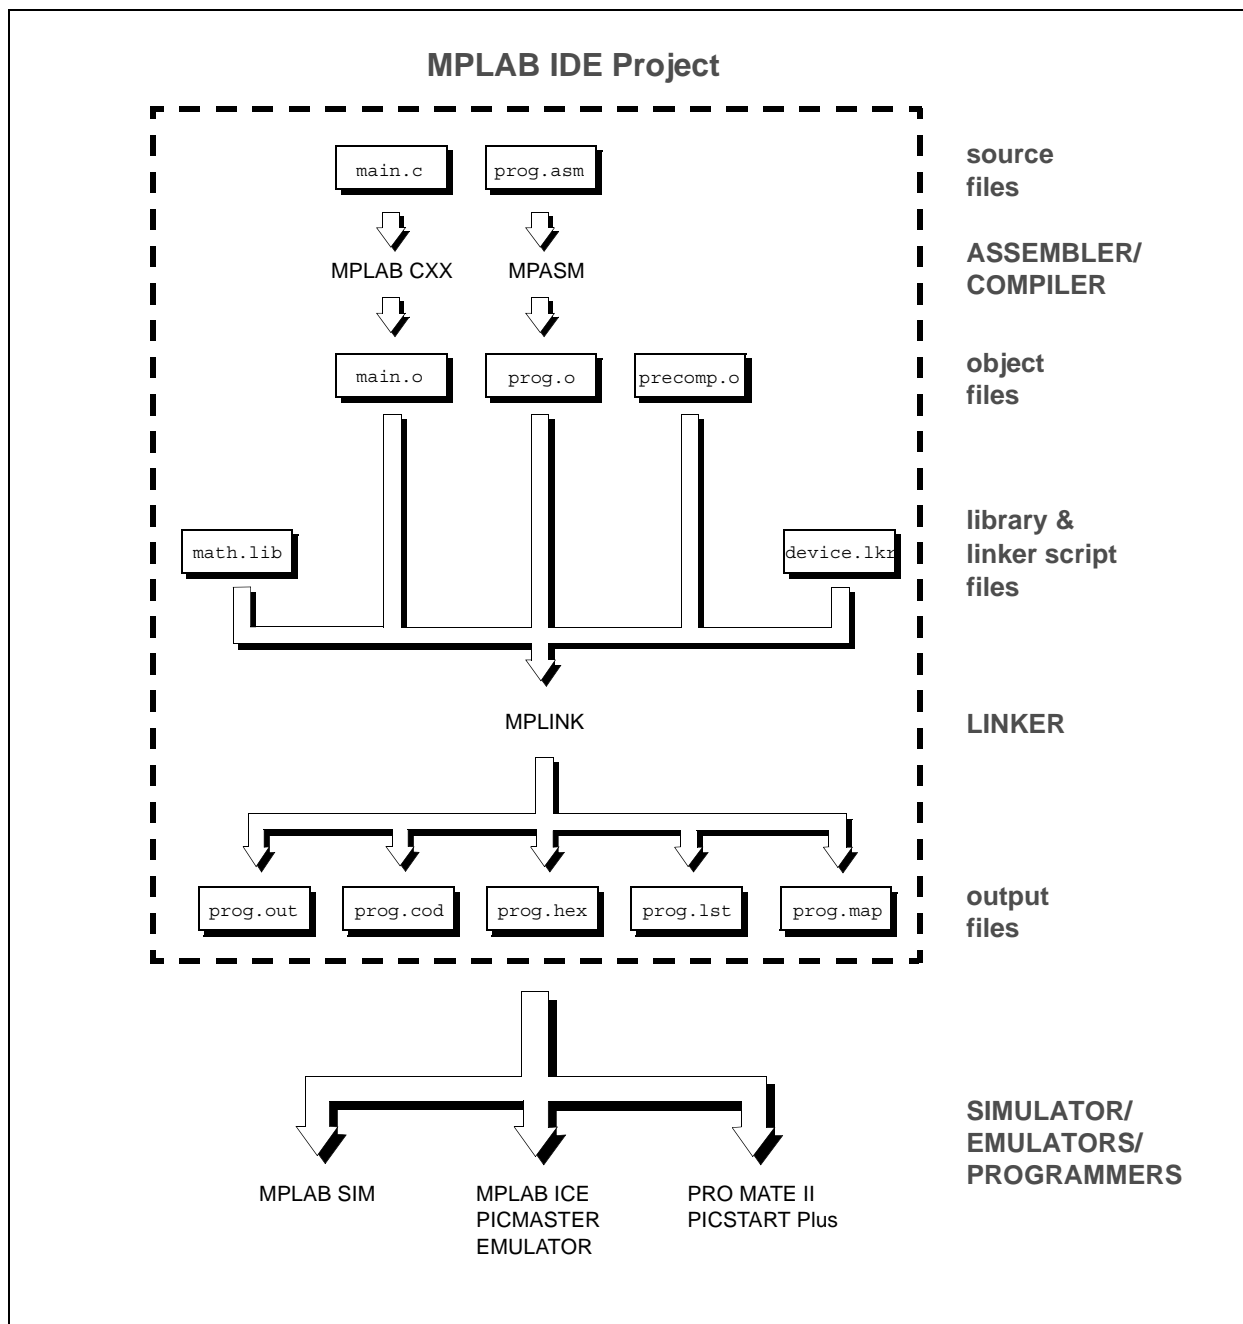 MPLAB IDE Project
main.c
prog.asm
source
files
MPLAB CXX
MPASM
ASSEMBLER/
COMPILER
main.o
prog.o
precomp.o
object
files
math.lib
device.lkr
library &
linker script
files
MPLINK
LINKER
prog.out
prog.cod
prog.hex
prog.lst
prog.map
output
files
MPLAB SIM
MPLAB ICE
PICMASTER
EMULATOR
PRO MATE II
PICSTART Plus
SIMULATOR/
EMULATORS/
PROGRAMMERS